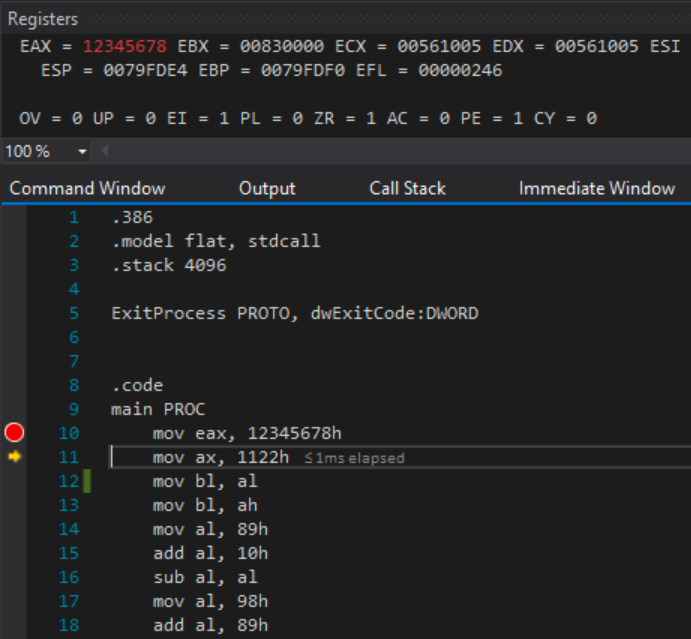 Registers
EAX = 12345678 EBX = 00830000 ECX = 00561005 EDX = 00561005 ESI
ESP = 0079FDE4 EBP = 0079FDF0 EFL = 00000246
OV = 0 UP = 0 EI = 1 PL = 0 ZR = 1 AC = 0 PE = 1 CY = 0
100 %
Command Window Output Call Stack Immediate Window
1 .386
2 .model flat, stdcall
3 .stack 4096
4
5 ExitProcess PROTO, dwExitCode:DWORD
6
7
8 .code
9 main PROC
10 mov eax, 12345678h
11 mov ax, 1122h ≤1ms elapsed
12 mov bl, al
13 mov bl, ah
14 mov al, 89h
15 add al, 10h
16 sub al, al
17 mov al, 98h
18 add al, 89h